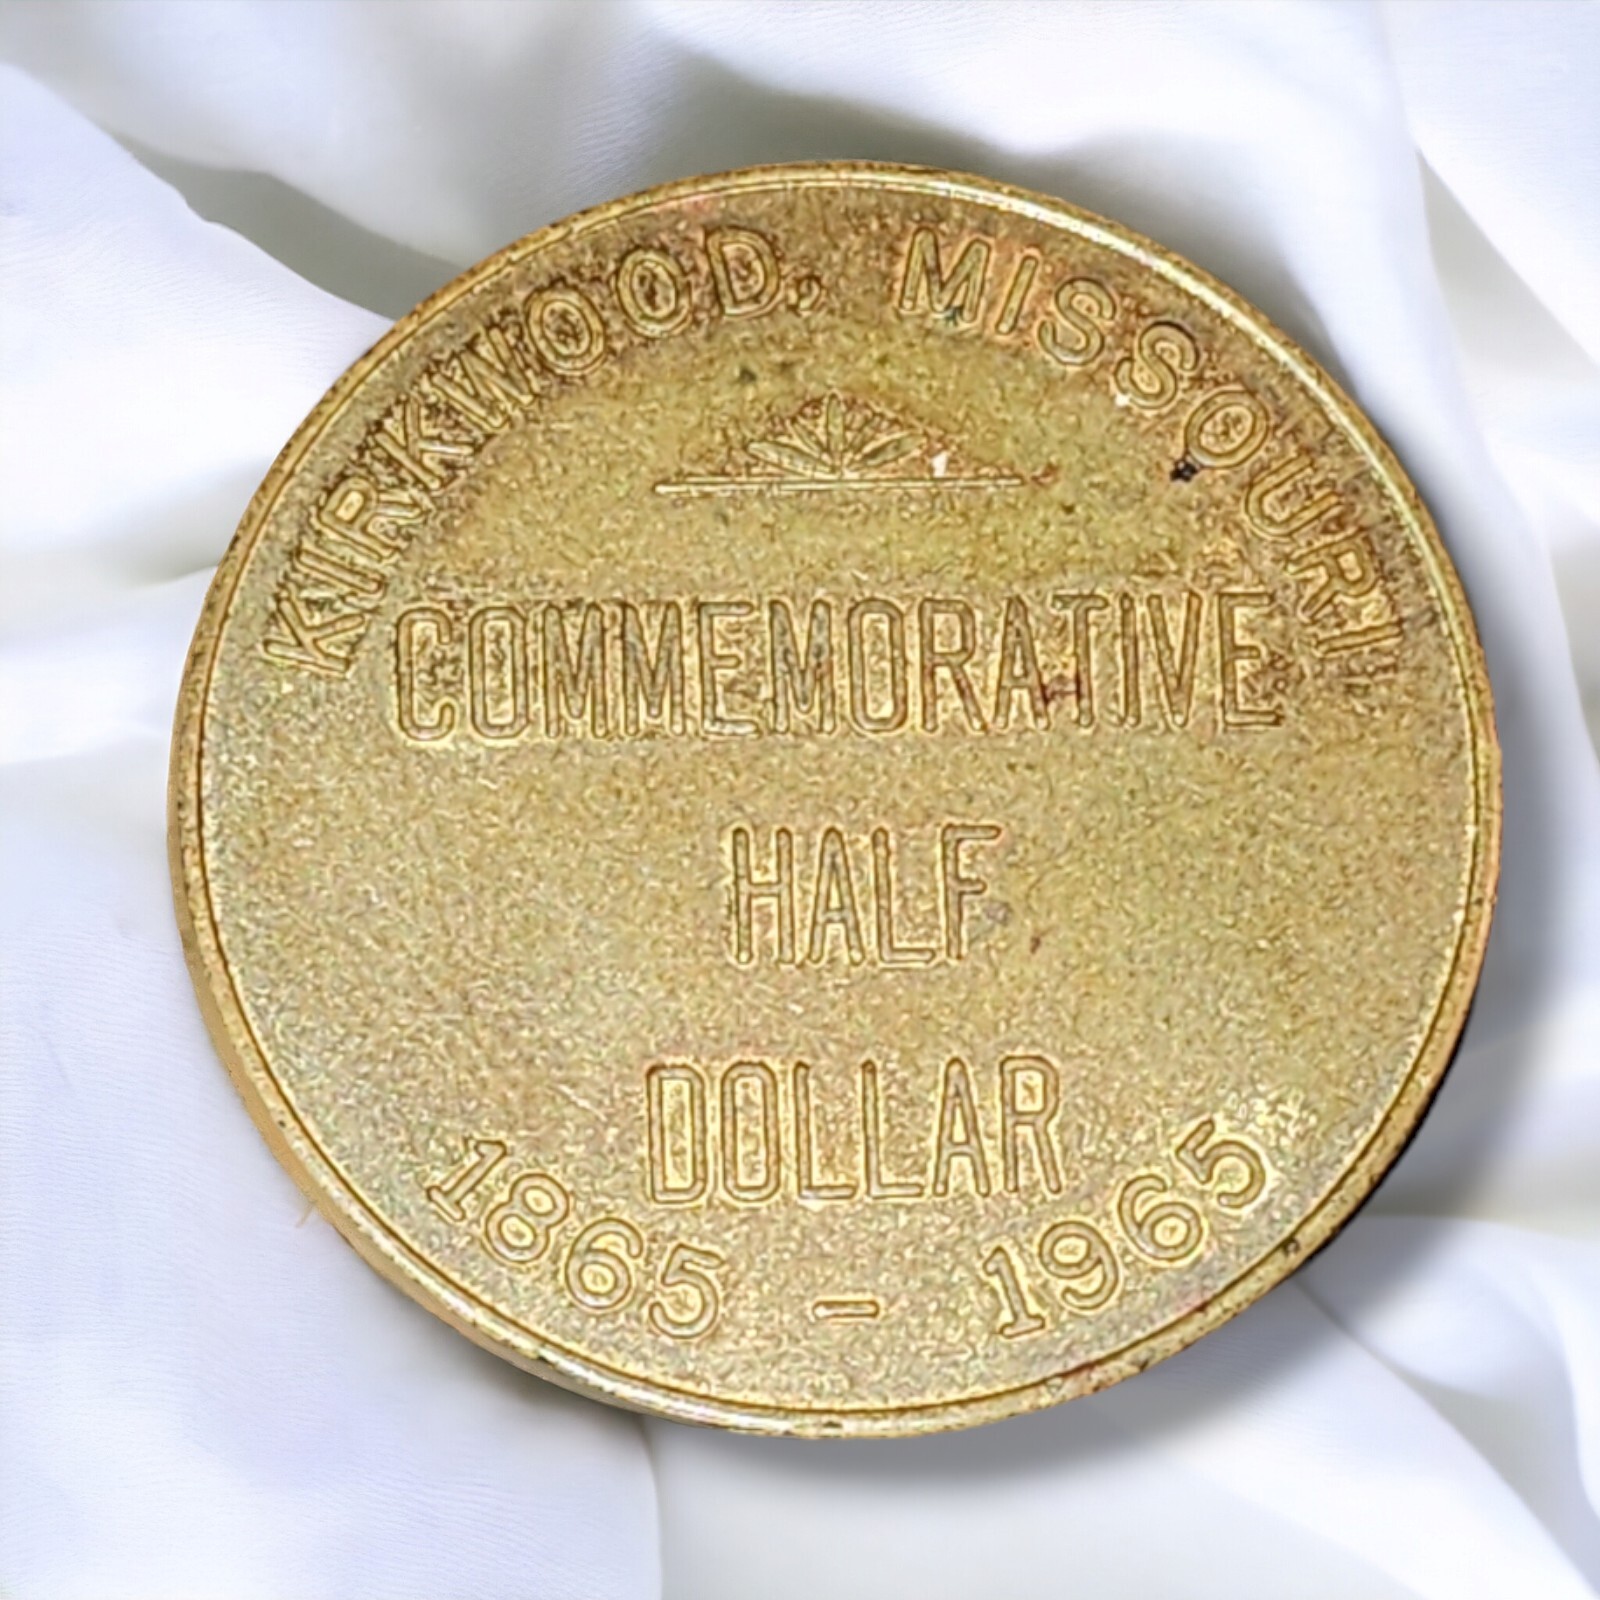 KIRKWOOD, MISSOURI
COMMEMORATIVE
HALF
DOLLAR
1865 - 1965